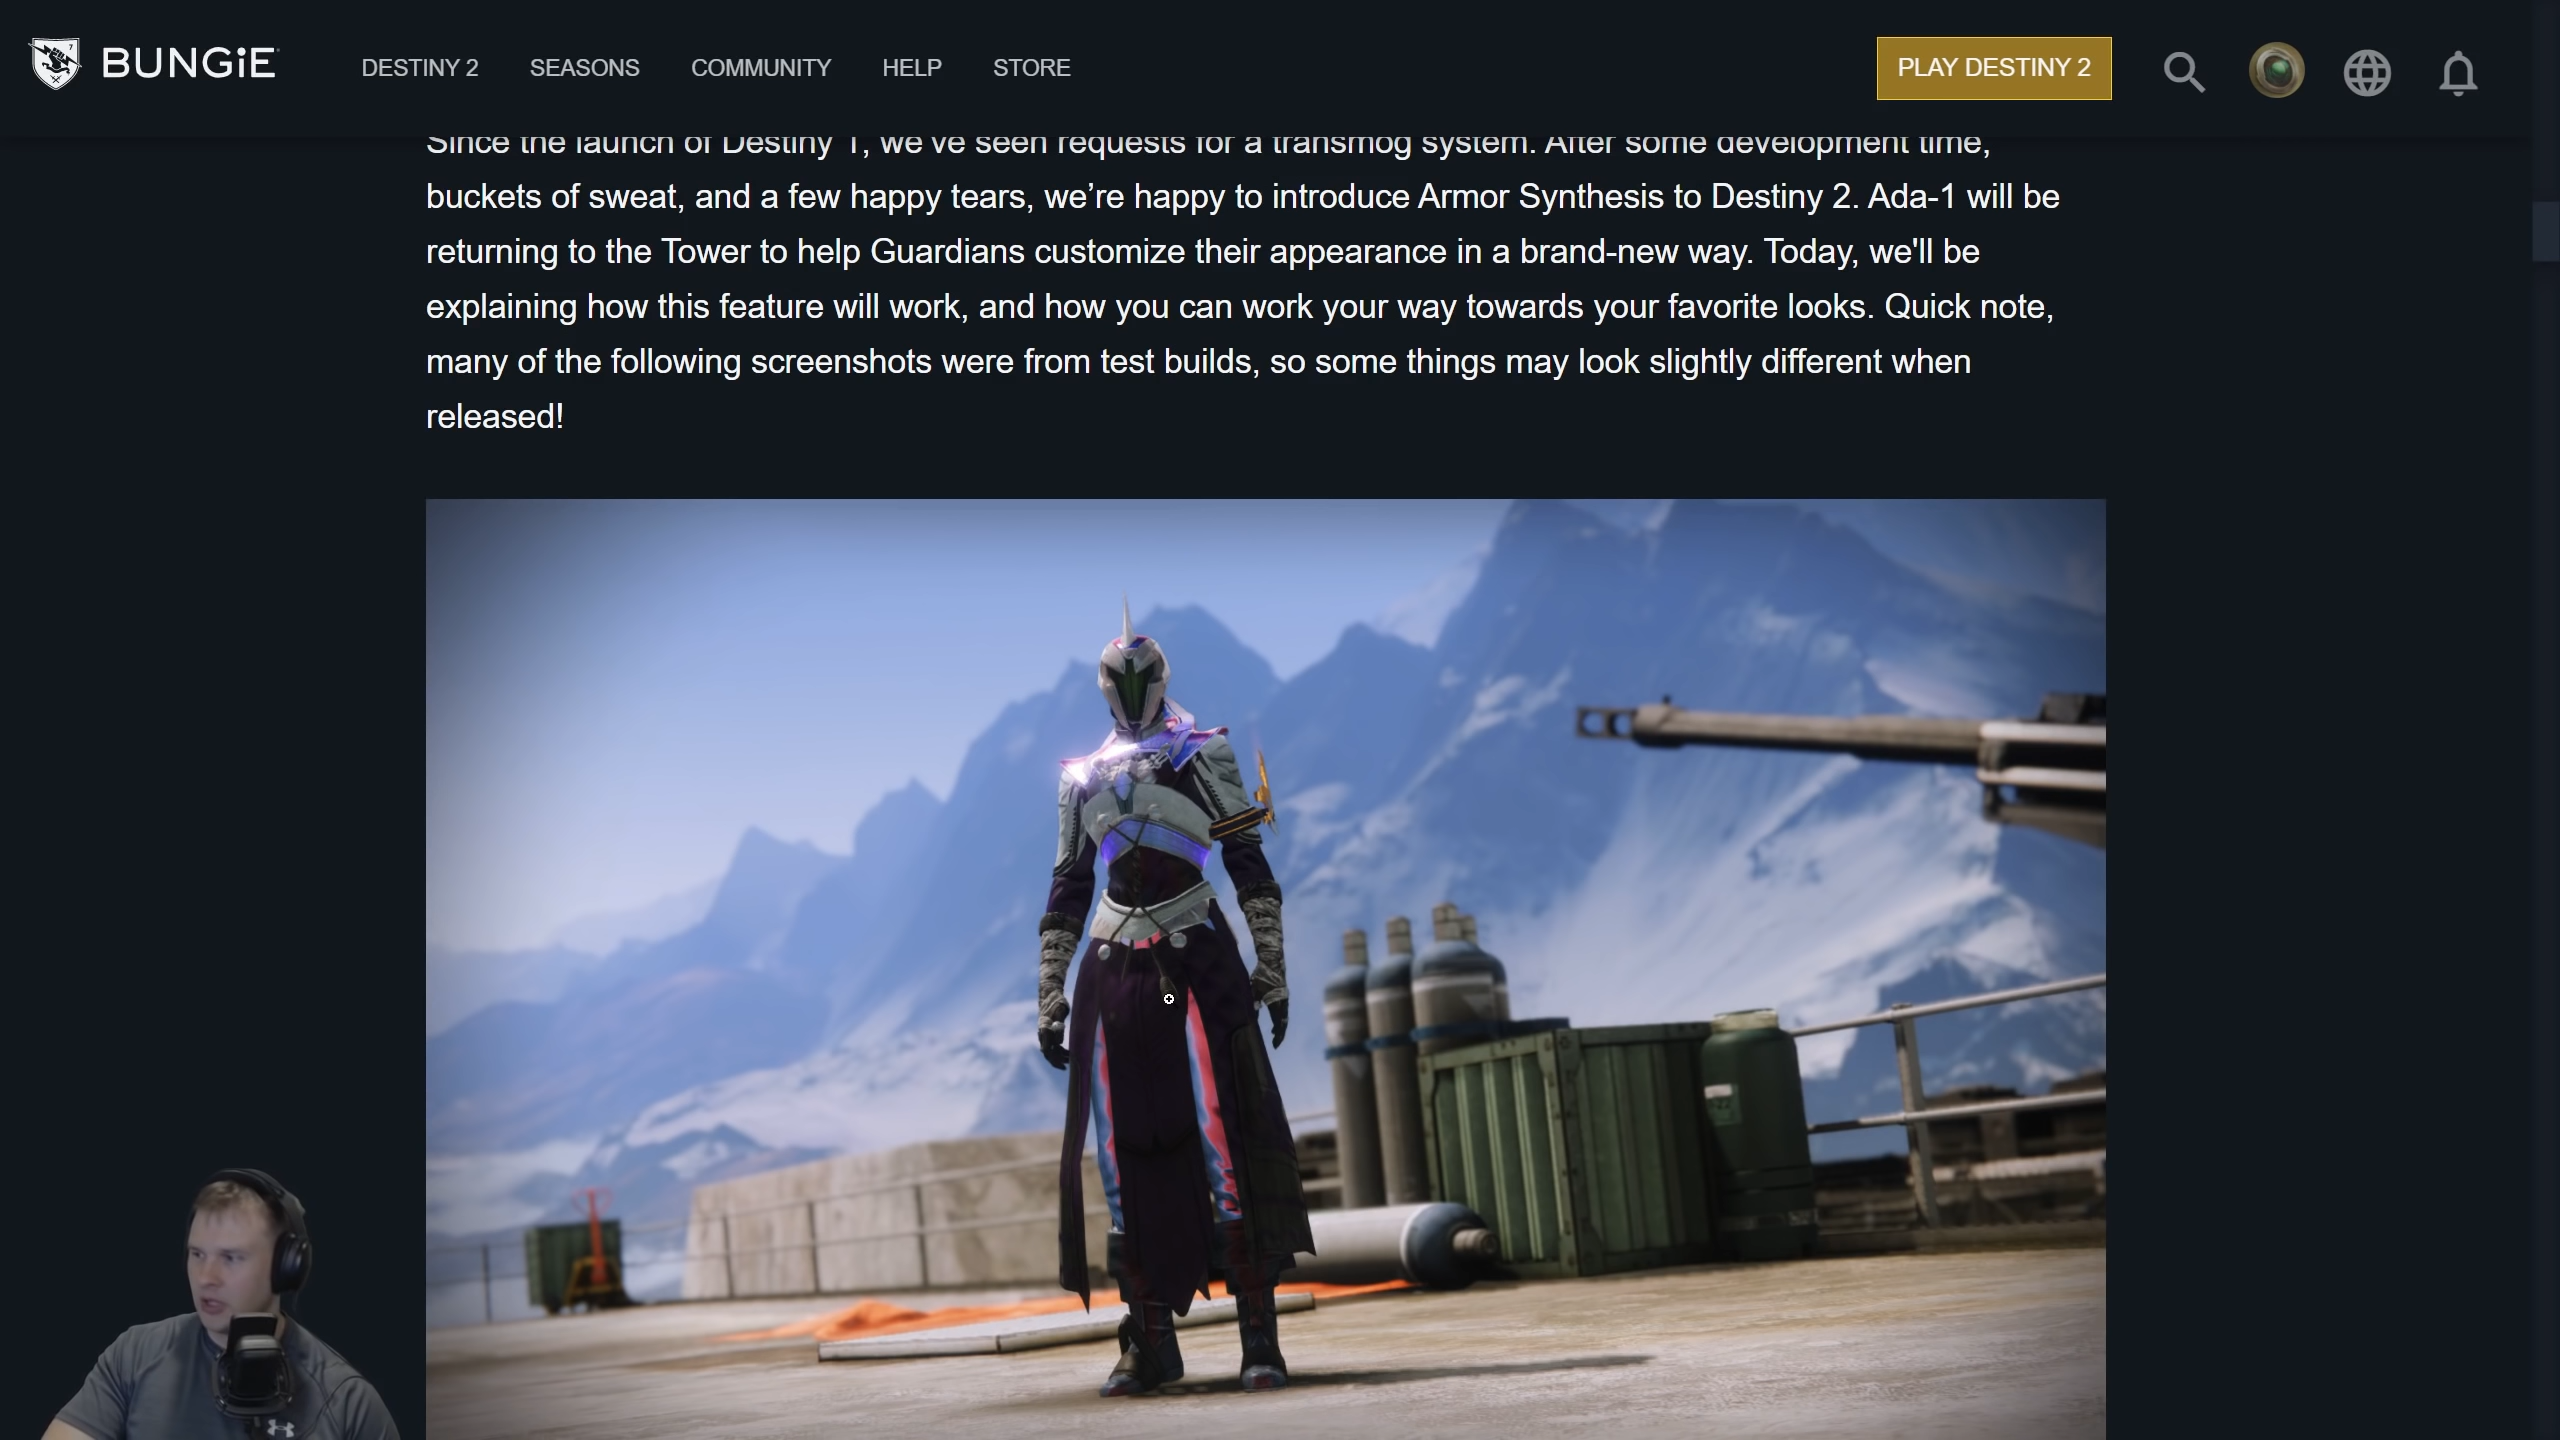 BUNGiE
DESTINY 2
SEASONS
COMMUNITY
HELP
STORE
PLAY DESTINY 2
Since the launch of Destiny 1, we've seen requests for a transmog system. After some development time,
buckets of sweat, and a few happy tears, we’re happy to introduce Armor Synthesis to Destiny 2. Ada-1 will be
returning to the Tower to help Guardians customize their appearance in a brand-new way. Today, we'll be
explaining how this feature will work, and how you can work your way towards your favorite looks. Quick note,
many of the following screenshots were from test builds, so some things may look slightly different when
released!